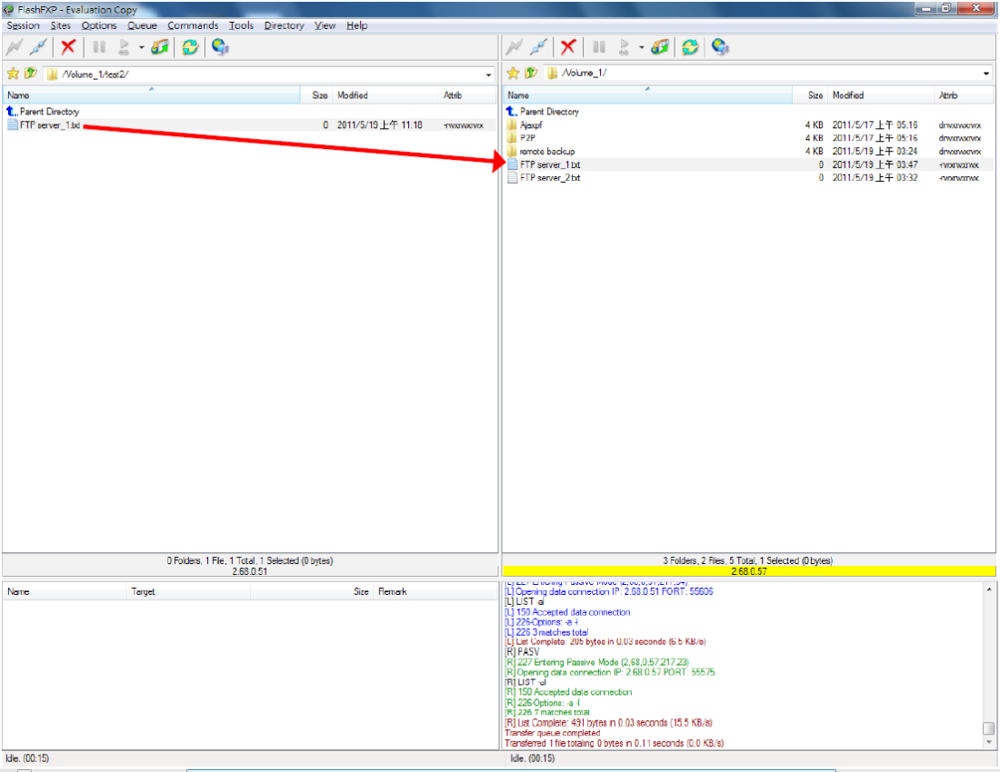 FlashFXP - Evaluation Copy
Session Sites Options Queue Commands Tools Directory View Help
/Volume_1/test2/
Name Size Modified Attrib
Parent Directory
FTP server_1.txt 0 2011/5/19 上午 11:18 -rwxrwxrwx
0 Folders, 1 File, 1 Total, 1 Selected (0 bytes)
2.68.0.51
/Volume_1/
Name Size Modified Attrib
Parent Directory
Ajaxpf 4 KB 2011/5/17 上午 05:16 drwxrwxrwx
P2P 4 KB 2011/5/17 上午 05:16 drwxrwxrwx
remote backup 4 KB 2011/5/19 上午 03:24 drwxrwxrwx
FTP server_1.txt 0 2011/5/19 上午 03:47 -rwxrwxrwx
FTP server_2.txt 0 2011/5/19 上午 03:32 -rwxrwxrwx
3 Folders, 2 Files, 5 Total, 1 Selected (0 bytes)
2.68.0.57
Name Target Size Remark
[L] 227 Entering Passive Mode (2,68,0,51,217,54)
[L] Opening data connection IP: 2.68.0.51 PORT: 55606
[L] LIST -al
[L] 150 Accepted data connection
[L] 226-Options: -a -l
[L] 226 3 matches total
[L] List Complete: 205 bytes in 0.03 seconds (6.5 KB/s)
[R] PASV
[R] 227 Entering Passive Mode (2,68,0,57,217,23)
[R] Opening data connection IP: 2.68.0.57 PORT: 55575
[R] LIST -al
[R] 150 Accepted data connection
[R] 226-Options: -a -l
[R] 226 7 matches total
[R] List Complete: 491 bytes in 0.03 seconds (15.5 KB/s)
Transfer queue completed
Transferred 1 file totaling 0 bytes in 0.11 seconds (0.0 KB/s)
Idle. (00:15)
Idle. (00:15)